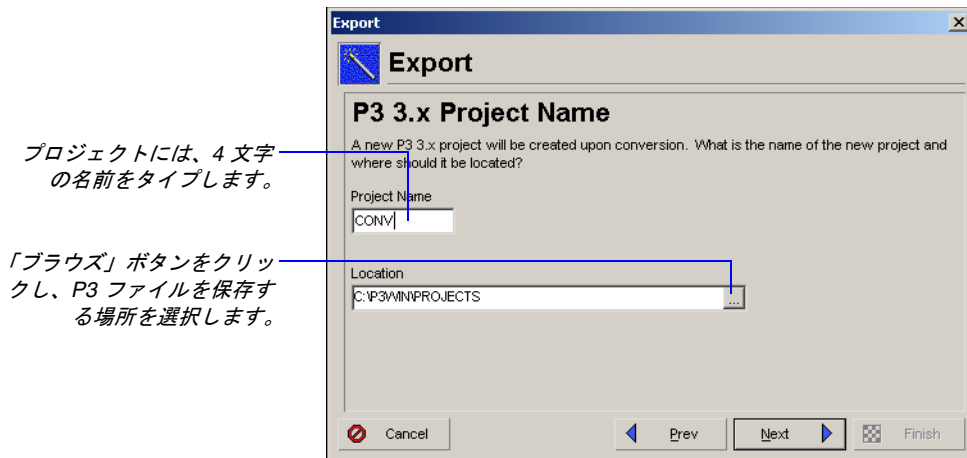 Export
Export
P3 3.x Project Name
A new P3 3.x project will be created upon conversion. What is the name of the new project and
where should it be located?
Project Name
CONV
Location
C:\P3WIN\PROJECTS
...
Cancel
Prev
Next
Finish
プロジェクトには、4 文字
の名前をタイプします。
「ブラウズ」ボタンをクリッ
クし、P3 ファイルを保存す
る場所を選択します。